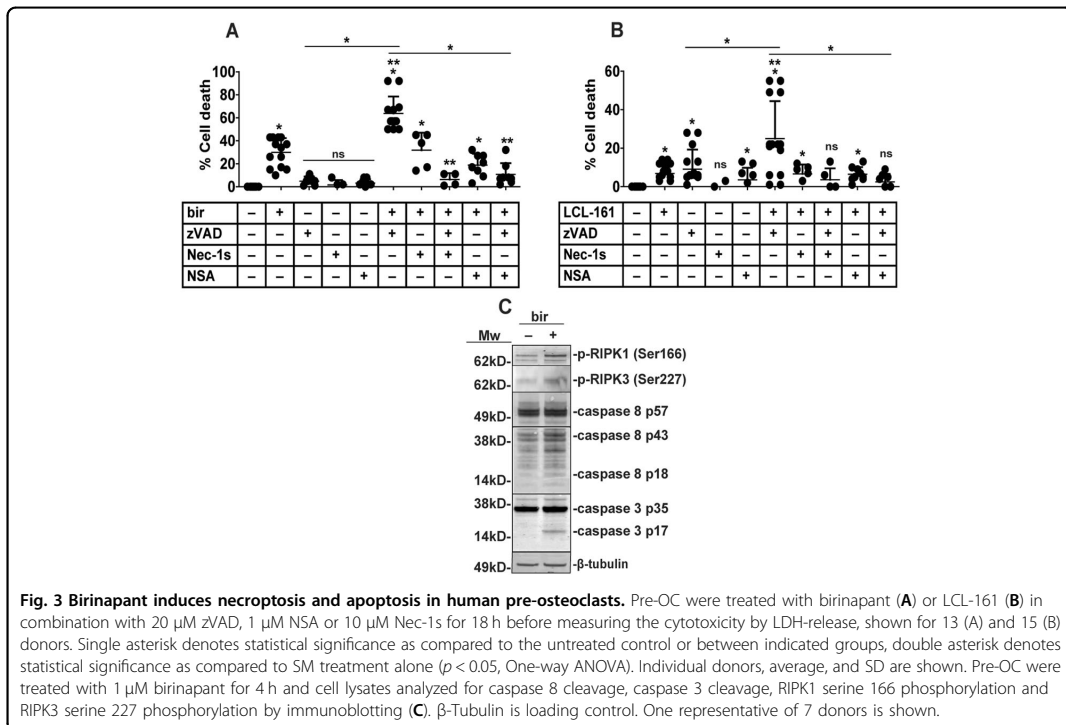 A
*
*
% Cell death
100
80
60
40
20
0
*
ns
**
*
*
**
*
**
bir – + – – – + + + + +
zVAD – – + – – + – + – +
Nec-1s – – – + – – + + – –
NSA – – – – + – – – + +
B
*
*
% Cell death
60
40
20
0
*
*
*
**
*
*
ns
*
ns
LCL-161 – + – – – + + + + +
zVAD – – + – – + – + – +
Nec-1s – – – + – – + + – –
NSA – – – – + – – – + +
C
bir
Mw – +
62kD- -p-RIPK1 (Ser166)
62kD- -p-RIPK3 (Ser227)
49kD- -caspase 8 p57
38kD- -caspase 8 p43
14kD- -caspase 8 p18
38kD- -caspase 3 p35
14kD- -caspase 3 p17
49kD- -β-tubulin
Fig. 3 Birinapant induces necroptosis and apoptosis in human pre-osteoclasts. Pre-OC were treated with birinapant (A) or LCL-161 (B) in
combination with 20 μM zVAD, 1 μM NSA or 10 μM Nec-1s for 18 h before measuring the cytotoxicity by LDH-release, shown for 13 (A) and 15 (B)
donors. Single asterisk denotes statistical significance as compared to the untreated control or between indicated groups, double asterisk denotes
statistical significance as compared to SM treatment alone (p < 0.05, One-way ANOVA). Individual donors, average, and SD are shown. Pre-OC were
treated with 1 μM birinapant for 4 h and cell lysates analyzed for caspase 8 cleavage, caspase 3 cleavage, RIPK1 serine 166 phosphorylation and
RIPK3 serine 227 phosphorylation by immunoblotting (C). β-Tubulin is loading control. One representative of 7 donors is shown.